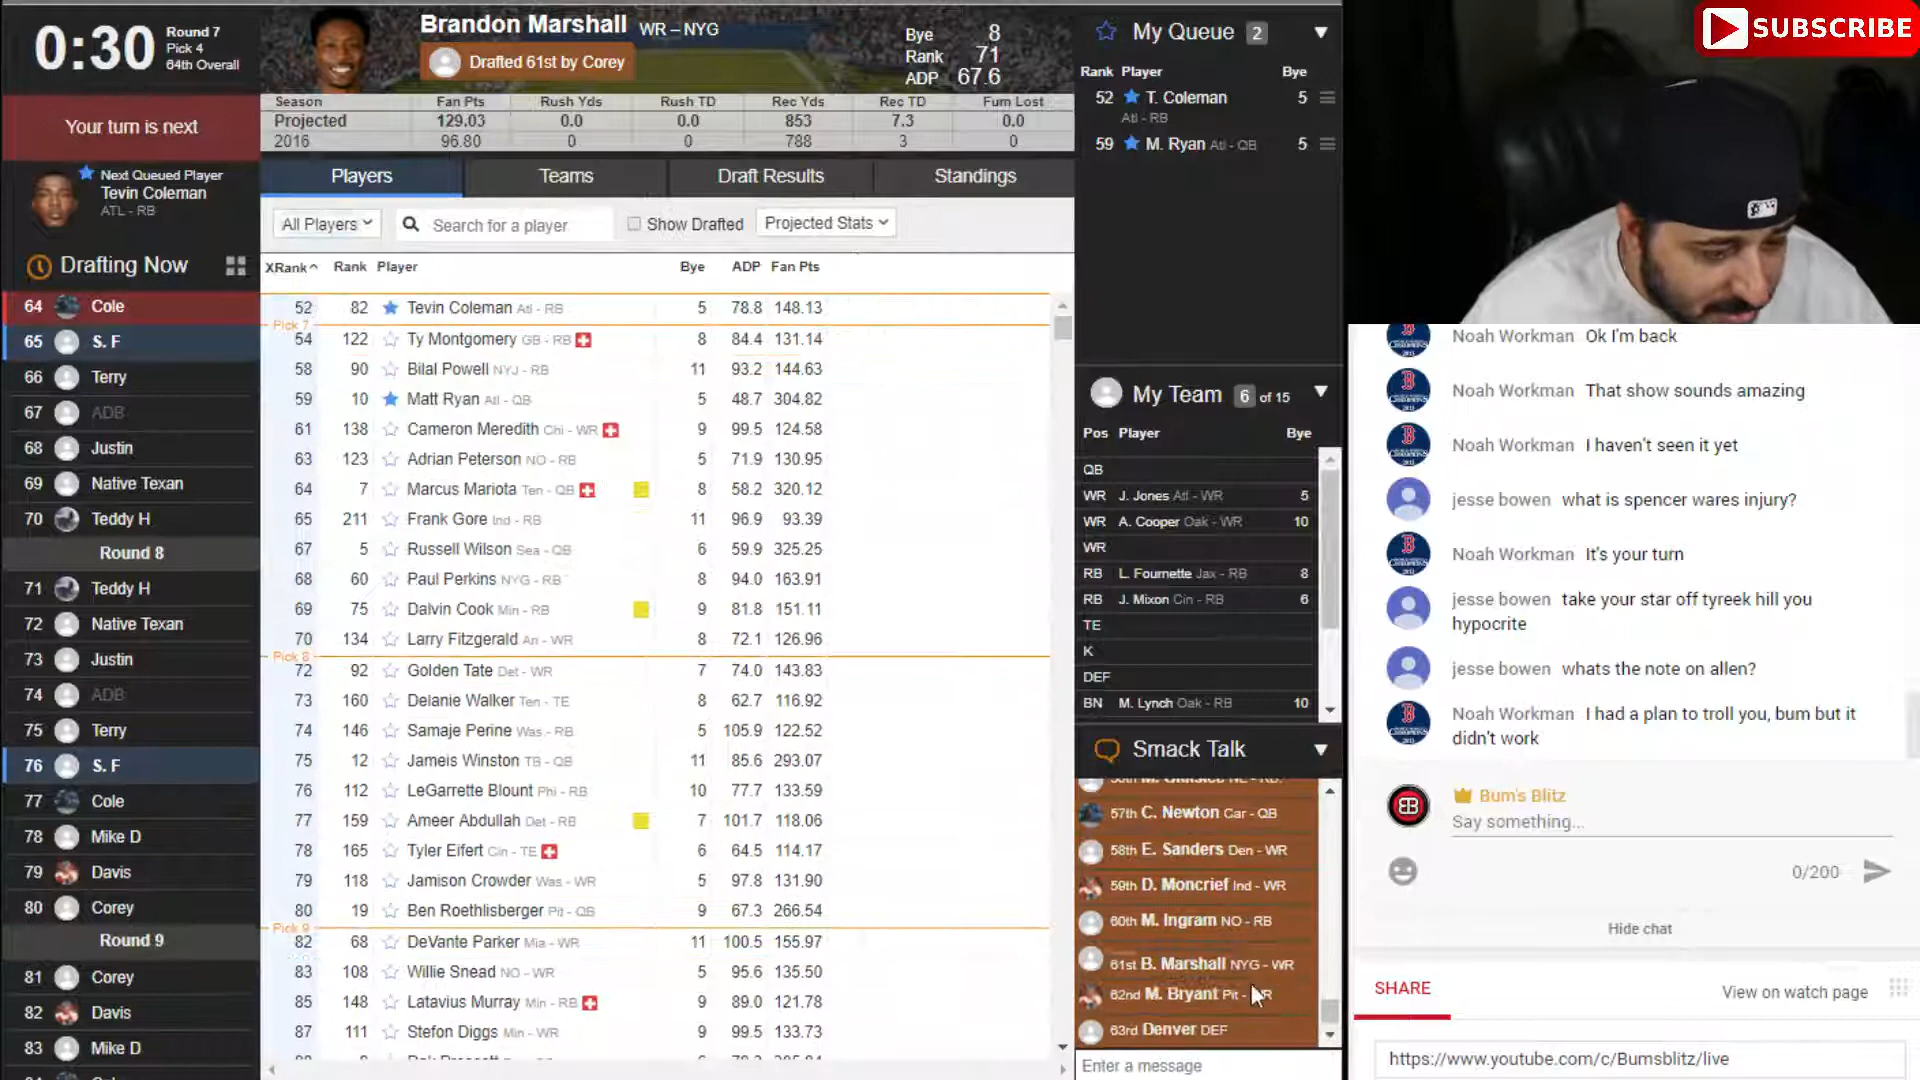 0:30
Round 7
Pick 4
64th Overall
Your turn is next
Next Queued Player
Tevin Coleman
ATL - RB
Drafting Now
64 Cole
65 S. F
66 Terry
67 ADB
68 Justin
69 Native Texan
70 Teddy H
Round 8
71 Teddy H
72 Native Texan
73 Justin
74 ADB
75 Terry
76 S. F
77 Cole
78 Mike D
79 Davis
80 Corey
Round 9
81 Corey
82 Davis
83 Mike D
Brandon Marshall WR – NYG
Drafted 61st by Corey
Bye 8
Rank 71
ADP 67.6
Season Fan Pts Rush Yds Rush TD Rec Yds Rec TD Fum Lost
Projected 129.03 0.0 0.0 853 7.3 0.0
2016 96.80 0 0 788 3 0
Players Teams Draft Results Standings
All Players Search for a player Show Drafted Projected Stats
XRank^ Rank Player Bye ADP Fan Pts
52 82 Tevin Coleman Atl - RB 5 78.8 148.13
Pick 7
54 122 Ty Montgomery GB - RB 8 84.4 131.14
58 90 Bilal Powell NYJ - RB 11 93.2 144.63
59 10 Matt Ryan Atl - QB 5 48.7 304.82
61 138 Cameron Meredith Chi - WR 9 99.5 124.58
63 123 Adrian Peterson NO - RB 5 71.9 130.95
64 7 Marcus Mariota Ten - QB 8 58.2 320.12
65 211 Frank Gore Ind - RB 11 96.9 93.39
67 5 Russell Wilson Sea - QB 6 59.9 325.25
68 60 Paul Perkins NYG - RB 8 94.0 163.91
69 75 Dalvin Cook Min - RB 9 81.8 151.11
70 134 Larry Fitzgerald Ari - WR 8 72.1 126.96
Pick 8
72 92 Golden Tate Det - WR 7 74.0 143.83
73 160 Delanie Walker Ten - TE 8 62.7 116.92
74 146 Samaje Perine Was - RB 5 105.9 122.52
75 12 Jameis Winston TB - QB 11 85.6 293.07
76 112 LeGarrette Blount Phi - RB 10 77.7 133.59
77 159 Ameer Abdullah Det - RB 7 101.7 118.06
78 165 Tyler Eifert Cin - TE 6 64.5 114.17
79 118 Jamison Crowder Was - WR 5 97.8 131.90
80 19 Ben Roethlisberger Pit - QB 9 67.3 266.54
Pick 9
82 68 DeVante Parker Mia - WR 11 100.5 155.97
83 108 Willie Snead NO - WR 5 95.6 135.50
85 148 Latavius Murray Min - RB 9 89.0 121.78
87 111 Stefon Diggs Min - WR 9 99.5 133.73
My Queue 2
Rank Player Bye
52 T. Coleman 5
Atl - RB
59 M. Ryan Atl - QB 5
My Team 6 of 15
Pos Player Bye
QB
WR J. Jones Atl - WR 5
WR A. Cooper Oak - WR 10
WR
RB L. Fournette Jax - RB 8
RB J. Mixon Cin - RB 6
TE
K
DEF
BN M. Lynch Oak - RB 10
Smack Talk
57th C. Newton Car - QB
58th E. Sanders Den - WR
59th D. Moncrief Ind - WR
60th M. Ingram NO - RB
61st B. Marshall NYG - WR
62nd M. Bryant Pit - WR
63rd Denver DEF
Enter a message
SUBSCRIBE
Noah Workman Ok I'm back
Noah Workman That show sounds amazing
Noah Workman I haven't seen it yet
jesse bowen what is spencer wares injury?
Noah Workman It's your turn
jesse bowen take your star off tyreek hill you
hypocrite
jesse bowen whats the note on allen?
Noah Workman I had a plan to troll you, bum but it
didn't work
Bum's Blitz
Say something...
0/200
Hide chat
SHARE
View on watch page
https://www.youtube.com/c/Bumsblitz/live